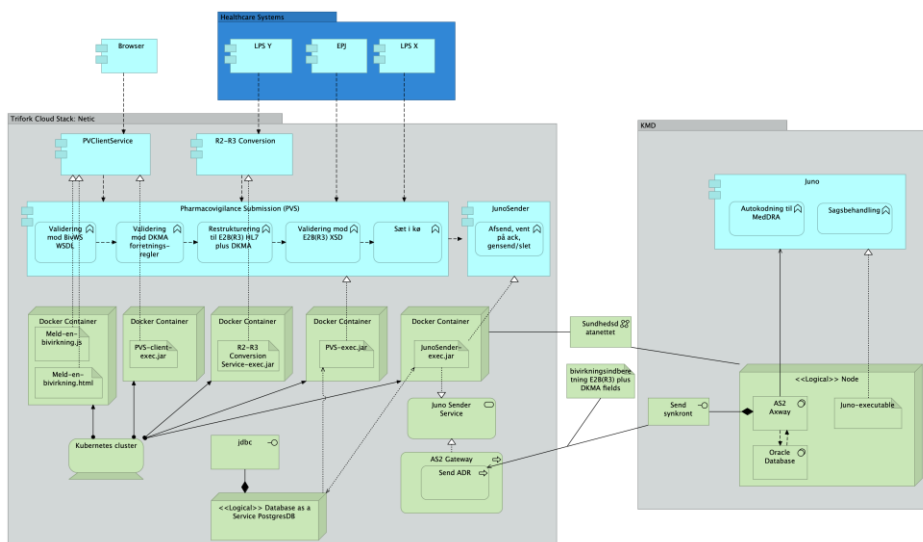 Healthcare Systems
Browser
LPS Y
EPJ
LPS X
Trifork Cloud Stack: Netic
KMD
PVClientService
R2-R3 Conversion
Juno
Autokodning til
MedDRA
Sagsbehandling
Pharmacovigilance Submission (PVS)
JunoSender
Validering
mod BivWS
WSDL
Validering
mod DKMA
forretnings-
regler
Restrukturering
til E2B(R3) HL7
plus DKMA
Validering mod
E2B(R3) XSD
Sæt i kø
Afsend, vent
på ack,
gensend/slet
Docker Container
Meld-en-
bivirkning.js
Meld-en-
bivirkning.html
Docker Container
PVS-client-
exec.jar
Docker Container
R2-R3
Conversion
Service-exec.jar
Docker Container
PVS-exec.jar
Docker Container
JunoSender-
exec.jar
Sundhedsd
atanettet
bivirkningsindbere
tning E2B(R3) plus
DKMA fields
<<Logical>> Node
Send
synkront
AS2
Axway
Juno-executable
Oracle
Database
Juno Sender
Service
Kubernetes cluster
jdbc
AS2 Gateway
Send ADR
<<Logical>> Database as a
Service PostgresDB